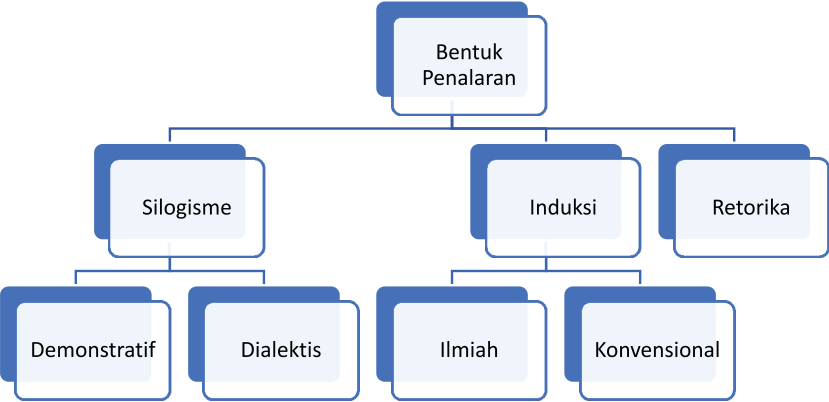 Bentuk
Penalaran
Silogisme
Induksi
Retorika
Demonstratif
Dialektis
Ilmiah
Konvensional